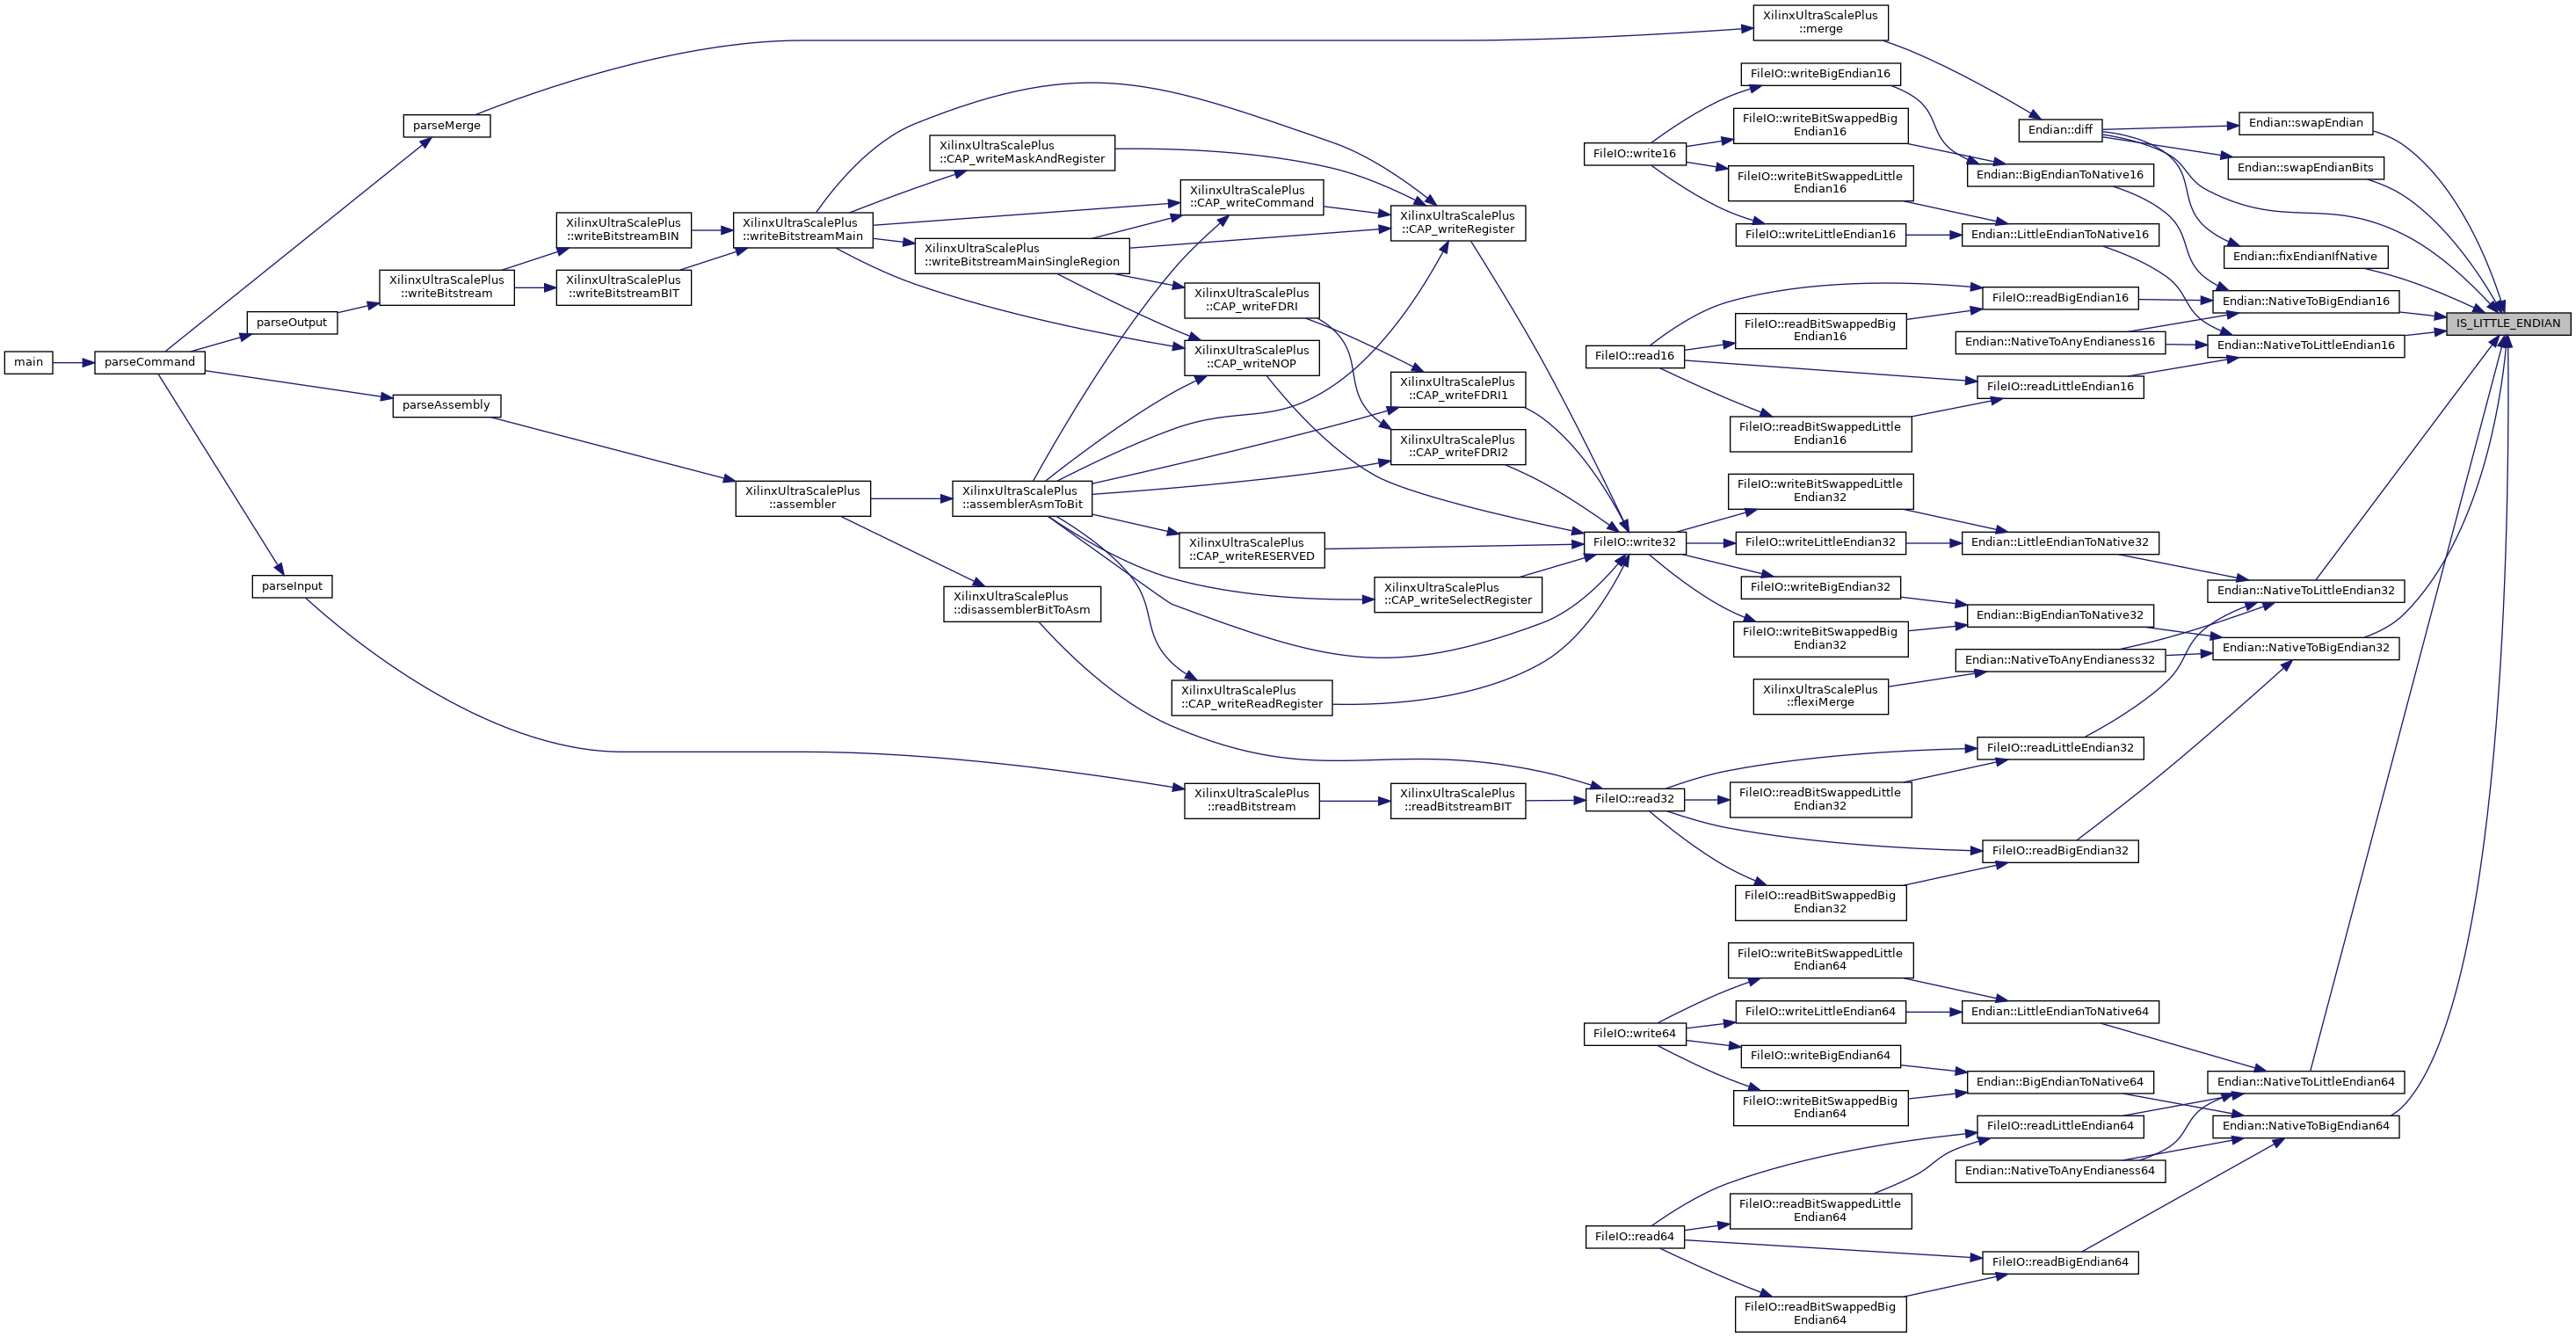 main
parseCommand
parseMerge
parseOutput
parseAssembly
parseInput
XilinxUltraScalePlus
::writeBitstream
XilinxUltraScalePlus
::writeBitstreamBIN
XilinxUltraScalePlus
::writeBitstreamBIT
XilinxUltraScalePlus
::writeBitstreamMain
XilinxUltraScalePlus
::assembler
XilinxUltraScalePlus
::CAP_writeMaskAndRegister
XilinxUltraScalePlus
::writeBitstreamMainSingleRegion
XilinxUltraScalePlus
::assemblerAsmToBit
XilinxUltraScalePlus
::disassemblerBitToAsm
XilinxUltraScalePlus
::CAP_writeCommand
XilinxUltraScalePlus
::CAP_writeFDRI
XilinxUltraScalePlus
::CAP_writeNOP
XilinxUltraScalePlus
::CAP_writeRESERVED
XilinxUltraScalePlus
::CAP_writeReadRegister
XilinxUltraScalePlus
::readBitstream
XilinxUltraScalePlus
::CAP_writeRegister
XilinxUltraScalePlus
::CAP_writeFDRI1
XilinxUltraScalePlus
::CAP_writeFDRI2
XilinxUltraScalePlus
::CAP_writeSelectRegister
XilinxUltraScalePlus
::readBitstreamBIT
FileIO::write16
FileIO::read16
FileIO::write32
FileIO::read32
FileIO::write64
FileIO::read64
XilinxUltraScalePlus
::merge
FileIO::writeBigEndian16
FileIO::writeBitSwappedBig
Endian16
FileIO::writeBitSwappedLittle
Endian16
FileIO::writeLittleEndian16
FileIO::readBitSwappedBig
Endian16
FileIO::readBitSwappedLittle
Endian16
FileIO::writeBitSwappedLittle
Endian32
FileIO::writeLittleEndian32
FileIO::writeBigEndian32
FileIO::writeBitSwappedBig
Endian32
XilinxUltraScalePlus
::flexiMerge
FileIO::readBitSwappedLittle
Endian32
FileIO::readBitSwappedBig
Endian32
FileIO::writeBitSwappedLittle
Endian64
FileIO::writeLittleEndian64
FileIO::writeBigEndian64
FileIO::writeBitSwappedBig
Endian64
FileIO::readBitSwappedLittle
Endian64
FileIO::readBitSwappedBig
Endian64
Endian::diff
Endian::BigEndianToNative16
Endian::LittleEndianToNative16
FileIO::readBigEndian16
Endian::NativeToAnyEndianess16
FileIO::readLittleEndian16
Endian::LittleEndianToNative32
Endian::BigEndianToNative32
Endian::NativeToAnyEndianess32
FileIO::readLittleEndian32
FileIO::readBigEndian32
Endian::LittleEndianToNative64
Endian::BigEndianToNative64
FileIO::readLittleEndian64
Endian::NativeToAnyEndianess64
FileIO::readBigEndian64
Endian::swapEndian
Endian::swapEndianBits
Endian::fixEndianIfNative
Endian::NativeToBigEndian16
Endian::NativeToLittleEndian16
Endian::NativeToLittleEndian32
Endian::NativeToBigEndian32
Endian::NativeToLittleEndian64
Endian::NativeToBigEndian64
IS_LITTLE_ENDIAN